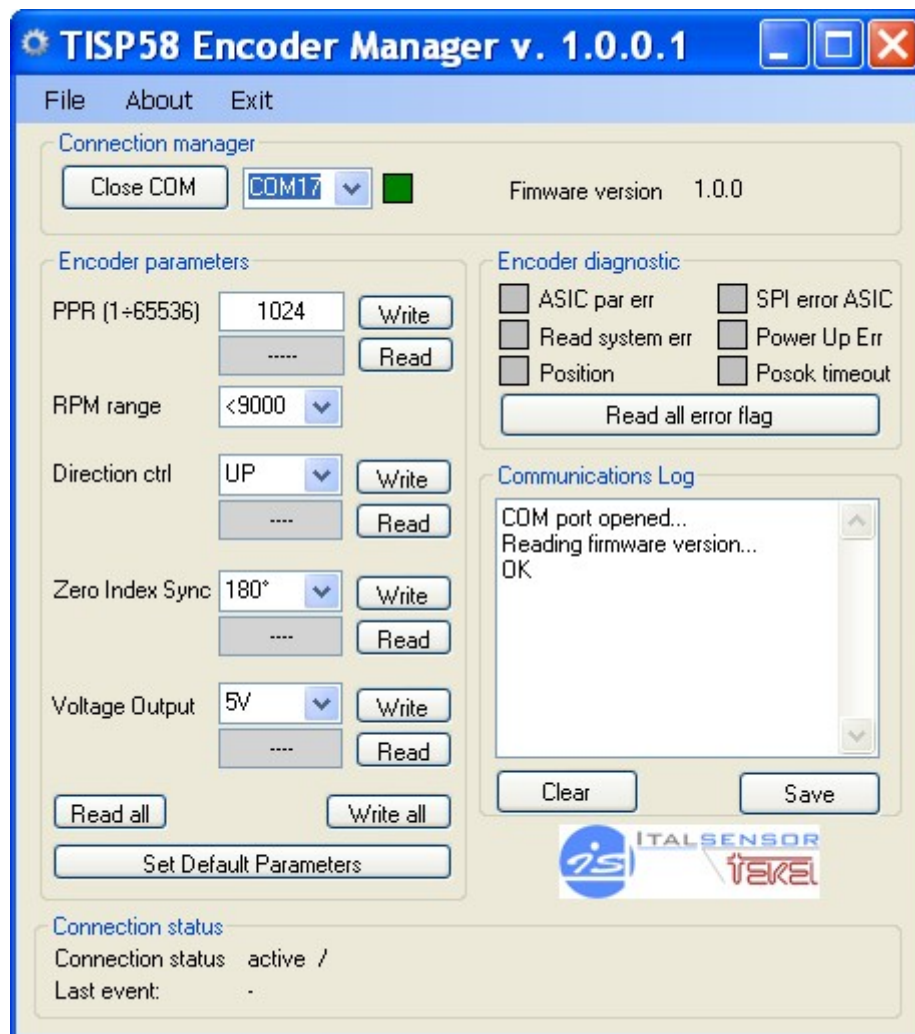 TISP58 Encoder Manager v. 1.0.0.1
File About Exit
Connection manager
Close COM COM17 Fimware version 1.0.0
Encoder parameters
PPR (1÷65536) 1024 Write
----- Read
RPM range <9000
Direction ctrl UP Write
---- Read
Zero Index Sync 180° Write
---- Read
Voltage Output 5V Write
---- Read
Read all Write all
Set Default Parameters
Encoder diagnostic
ASIC par err SPI error ASIC
Read system err Power Up Err
Position Posok timeout
Read all error flag
Communications Log
COM port opened...
Reading firmware version...
OK
Clear Save
is ITALSENSOR
TEKEL
Connection status
Connection status active /
Last event: -